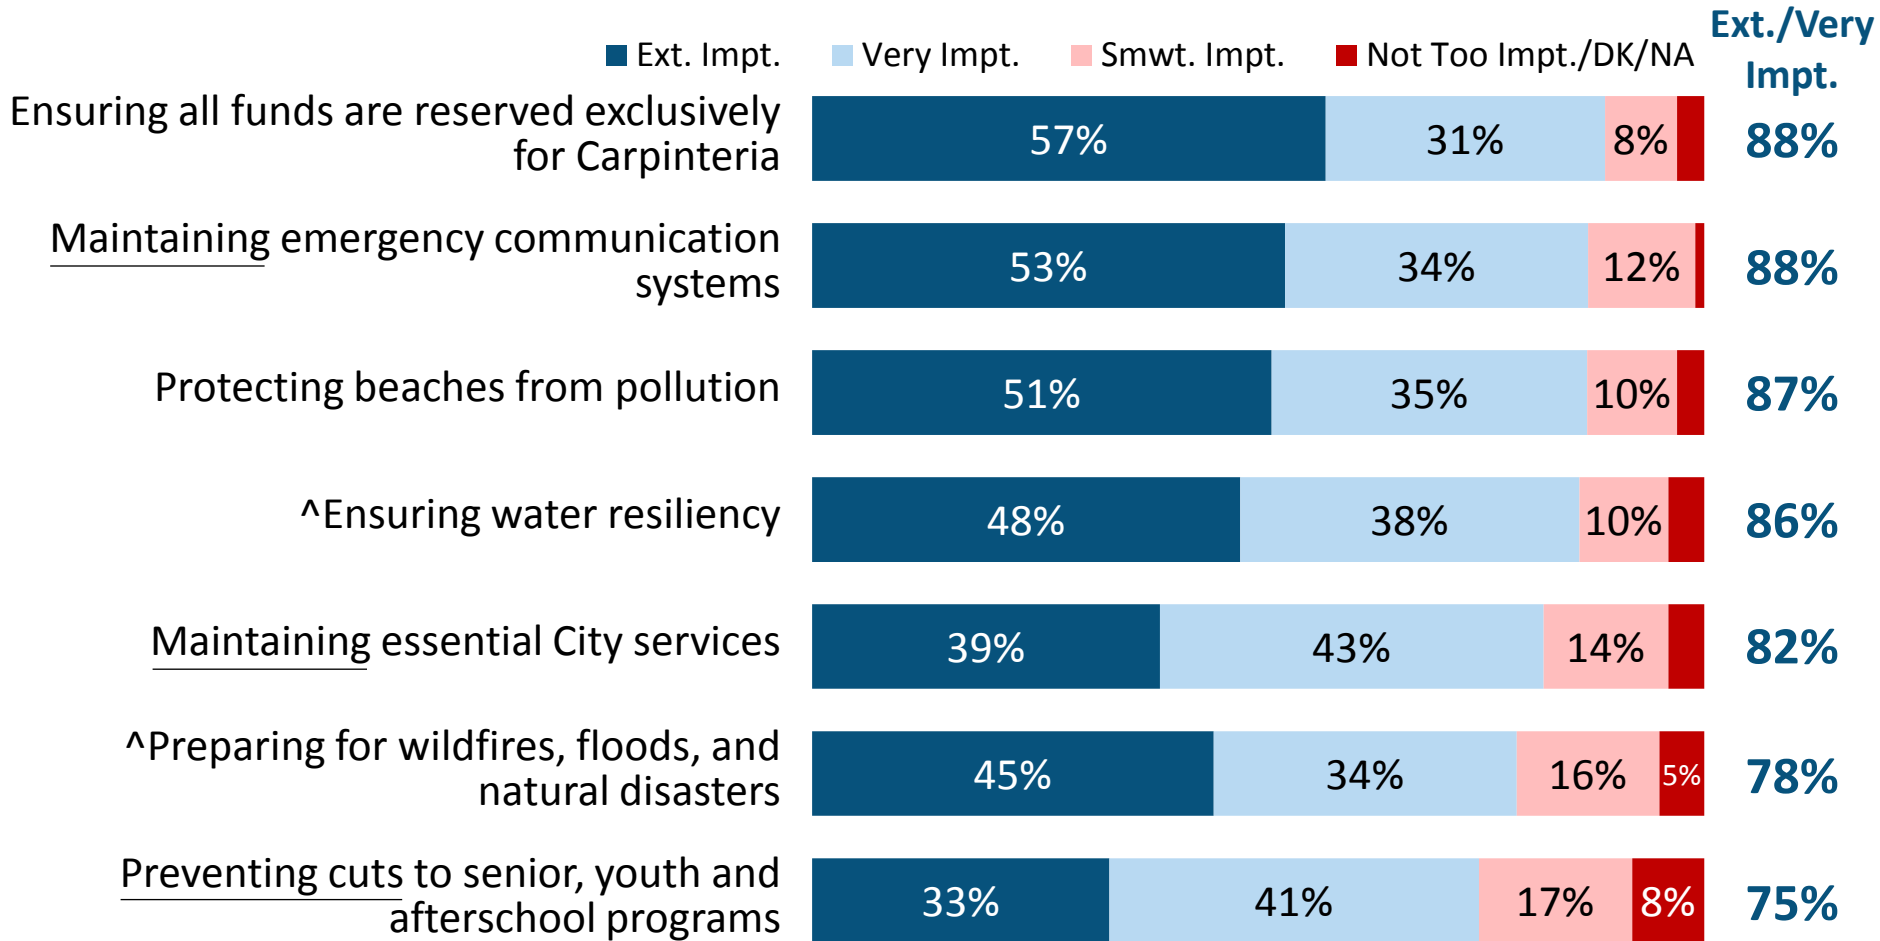 Ext./Very
Impt.
Ext. Impt. Very Impt. Smwt. Impt. Not Too Impt./DK/NA
Ensuring all funds are reserved exclusively
for Carpinteria
57% 31% 8% 88%
Maintaining emergency communication
systems
53% 34% 12% 88%
Protecting beaches from pollution 51% 35% 10% 87%
^Ensuring water resiliency 48% 38% 10% 86%
Maintaining essential City services 39% 43% 14% 82%
^Preparing for wildfires, floods, and
natural disasters
45% 34% 16% 5% 78%
Preventing cuts to senior, youth and
afterschool programs
33% 41% 17% 8% 75%